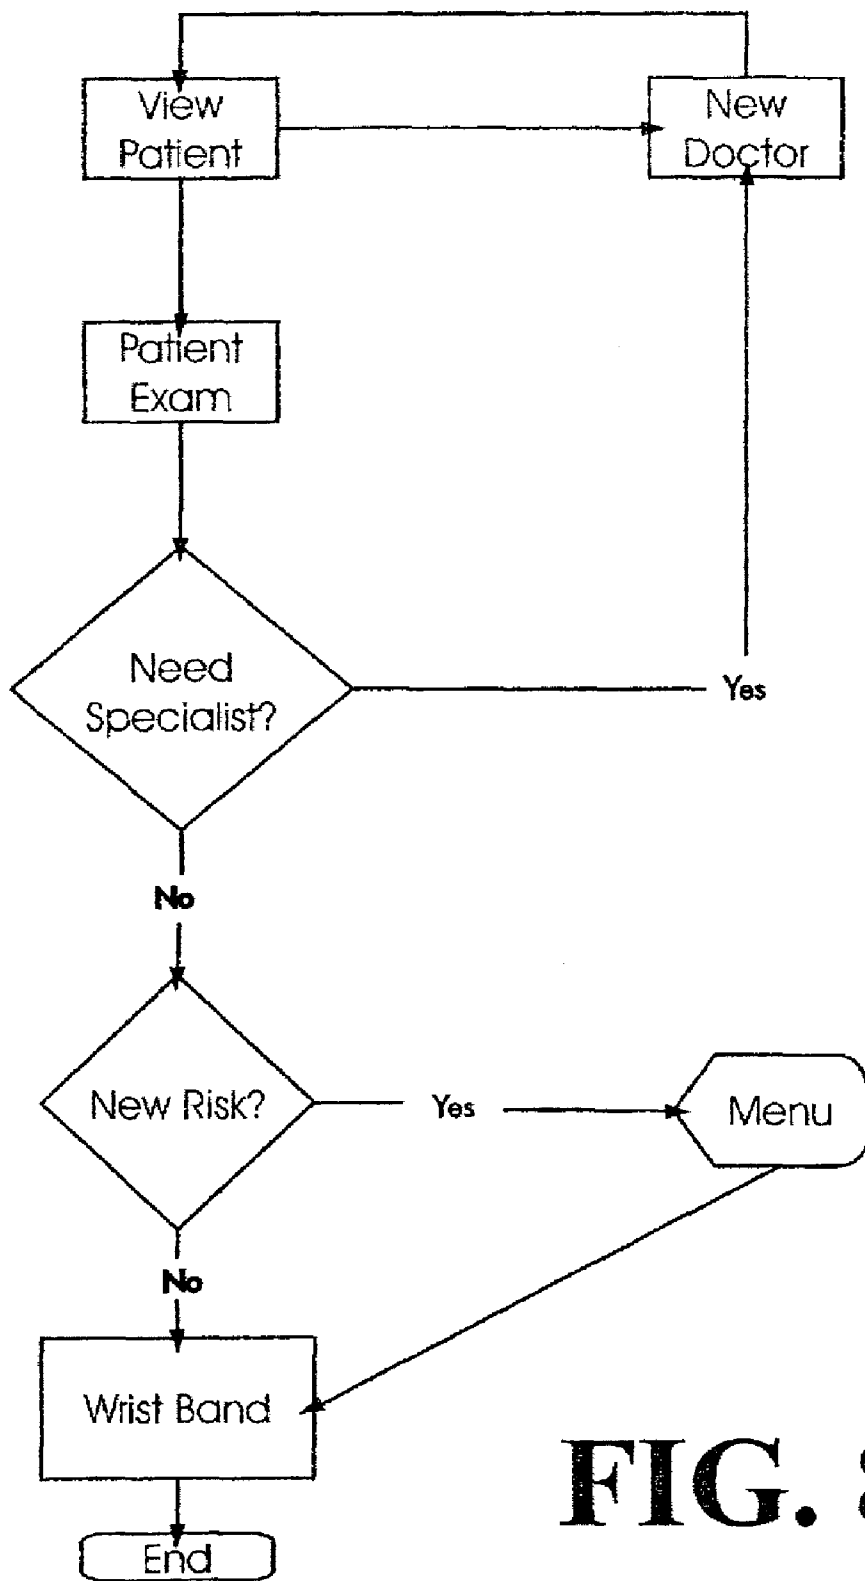 View
Patient
New
Doctor
Patient
Exam
Need
Specialist?
Yes
No
New Risk?
Yes
Menu
No
Wrist Band
End
FIG.